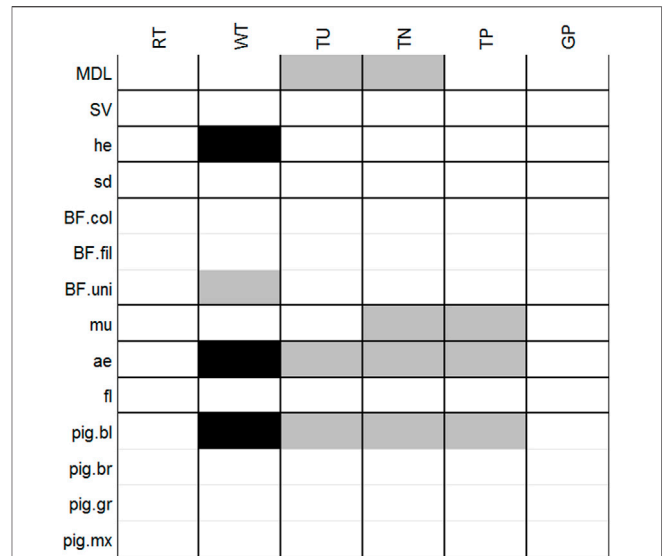 RT WT TU TN TP GP
MDL
SV
he
sd
BF.col
BF.fil
BF.uni
mu
ae
fl
pig.bl
pig.br
pig.gr
pig.mx